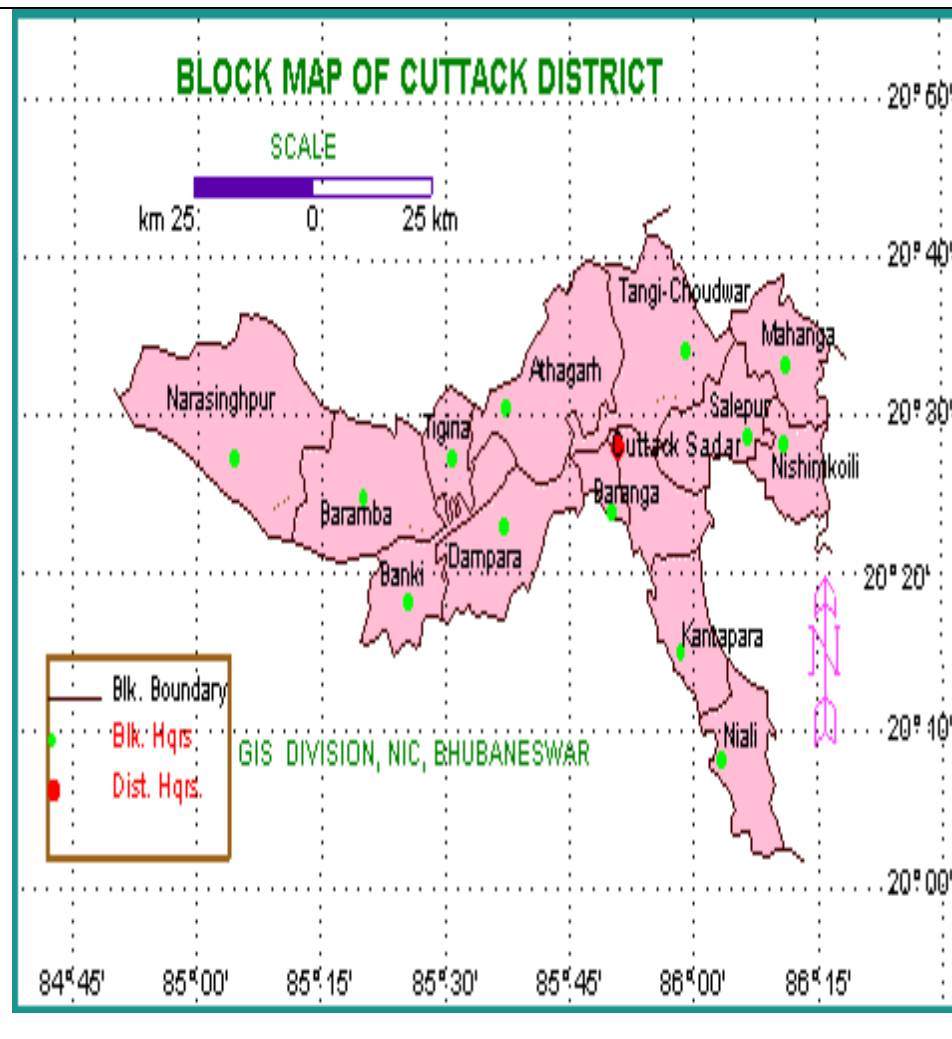 BLOCK MAP OF CUTTACK DISTRICT
20°50'
SCALE
km 25 0 25 km
20°40'
Tangi-Choudwar
Mahanga
Athagarh
Narasinghpur
Salepur
20°30'
Tigiria
Cuttack Sadar
Nishintkoili
Baranga
Baramba
Dampara
Banki
20°20'
Kantapara
Blk. Boundary
N
Blk. Hqrs
Niali
20°10'
GIS DIVISION, NIC, BHUBANESWAR
Dist. Hqrs.
20°00'
84°45' 85°00' 85°15' 85°30' 85°45' 86°00' 86°15'